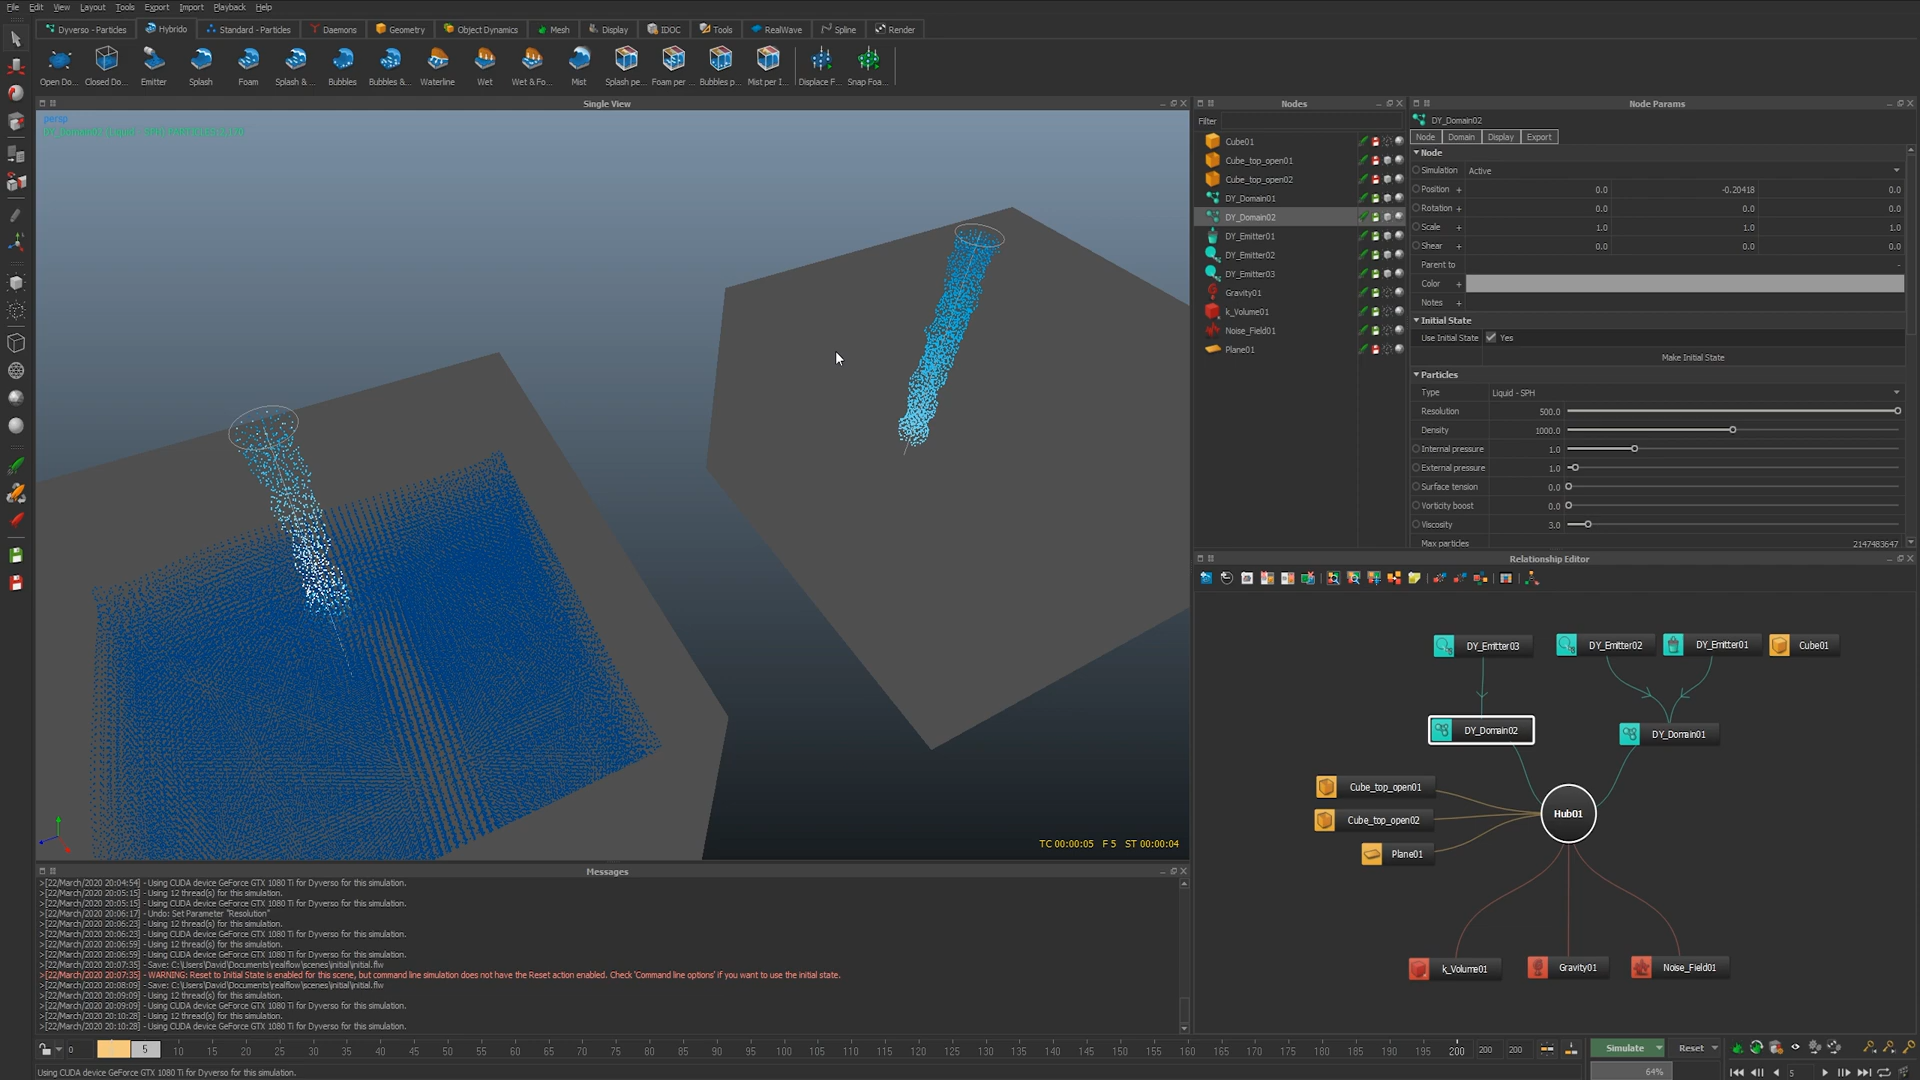 File Edit View Layout Tools Export Import Playback Help
Dyverso - Particles Hybrido Standard - Particles Daemons Geometry Object Dynamics Mesh Display IDOC Tools RealWave Spline Render
Open Do... Closed Do... Emitter Splash Foam Splash & ... Bubbles Bubbles &... Waterline Wet Wet & Fo... Mist Splash pe... Foam per ... Bubbles p... Mist per I... Displace F... Snap Foa...
Single View
persp
Nodes
Filter
Cube01
Cube_top_open01
Cube_top_open02
DY_Domain01
DY_Domain02
DY_Emitter01
DY_Emitter02
DY_Emitter03
Gravity01
k_Volume01
Noise_Field01
Plane01
Node Params
DY_Domain02
Node Domain Display Export
Node
Simulation Active
Position + 0.0 -0.20418 0.0
Rotation + 0.0 0.0 0.0
Scale + 1.0 1.0 1.0
Shear + 0.0 0.0 0.0
Parent to -
Color +
Notes +
Initial State
Use Initial State Yes
Make Initial State
Particles
Type Liquid - SPH
Resolution 500.0
Density 1000.0
Internal pressure 1.0
External pressure 1.0
Surface tension 0.0
Vorticity boost 0.0
Viscosity 3.0
Max particles 2147483647
Relationship Editor
DY_Emitter03 DY_Emitter02 DY_Emitter01 Cube01
DY_Domain02 DY_Domain01
Cube_top_open01
Hub01
Cube_top_open02
Plane01
k_Volume01 Gravity01 Noise_Field01
TC 00:00:05 F 5 ST 00:00:04
Messages
>[22/March/2020 20:04:54] - Using CUDA device GeForce GTX 1080 Ti for Dyverso for this simulation.
>[22/March/2020 20:05:15] - Using 12 thread(s) for this simulation.
>[22/March/2020 20:05:15] - Using CUDA device GeForce GTX 1080 Ti for Dyverso for this simulation.
>[22/March/2020 20:06:17] - Undo: Set Parameter "Resolution"
>[22/March/2020 20:06:23] - Using 12 thread(s) for this simulation.
>[22/March/2020 20:06:23] - Using CUDA device GeForce GTX 1080 Ti for Dyverso for this simulation.
>[22/March/2020 20:06:59] - Using 12 thread(s) for this simulation.
>[22/March/2020 20:06:59] - Using CUDA device GeForce GTX 1080 Ti for Dyverso for this simulation.
>[22/March/2020 20:07:35] - Save: C:\Users\David\Documents\realflow\scenes\initial\initial.flw
>[22/March/2020 20:07:35] - WARNING: Reset to Initial State is enabled for this scene, but command line simulation does not have the Reset action enabled. Check 'Command line options' if you want to use the initial state.
>[22/March/2020 20:08:09] - Save: C:\Users\David\Documents\realflow\scenes\initial\initial.flw
>[22/March/2020 20:09:09] - Using 12 thread(s) for this simulation.
>[22/March/2020 20:09:09] - Using CUDA device GeForce GTX 1080 Ti for Dyverso for this simulation.
>[22/March/2020 20:10:28] - Using 12 thread(s) for this simulation.
>[22/March/2020 20:10:28] - Using CUDA device GeForce GTX 1080 Ti for Dyverso for this simulation.
0 5 10 15 20 25 30 35 40 45 50 55 60 65 70 75 80 85 90 95 100 105 110 115 120 125 130 135 140 145 150 155 160 165 170 175 180 185 190 195 200 200 200 Simulate Reset
Using CUDA device GeForce GTX 1080 Ti for Dyverso for this simulation. 64% 5